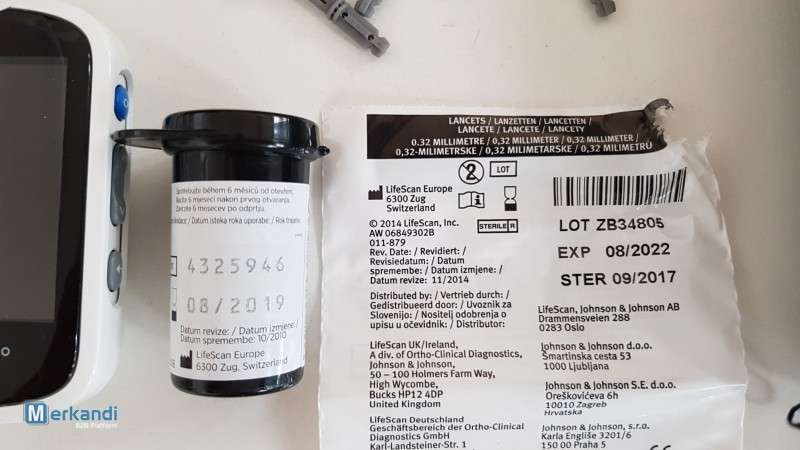 Spotřebujte během 6 měsíců od otevření.
Baciti 6 mjeseci nakon prvog otvaranja.
Zavrzite 6 mesecev po odprtju.
/ Datum isteka roka uporabe: / Rok
4325946
08/2019
Datum revize: / Datum izmjene:
Datum spremembe: 10/2010
LifeScan Europe
6300 Zug, Switzerland
LANCETS / LANZETTEN / LANCETTEN /
LANCETE / LANCETE / LANCETY
0.32 MILLIMETRE / 0,32 MILLIMETER / 0,32 MILLIMETER /
0,32-MILIMETRSKE / 0,32 MILIMETARSKE / 0,32 MILIMETRŮ
2
LOT
LifeScan Europe
6300 Zug
Switzerland
© 2014 LifeScan, Inc.
AW 06849302B
011-879
STERILE R
Rev. Date: / Revidiert: /
Revisiedatum: / Datum
spremembe: / Datum izmjene: /
Datum revize: 11/2014
LOT ZB34805
EXP 08/2022
STER 09/2017
Distributed by: / Vertrieb durch: /
Gedistribueerd door: / Uvoznik za
Slovenijo: / Nositelj odobrenja o
upisu u očevidnik: / Distributor:
LifeScan UK/Ireland,
A div. of Ortho-Clinical Diagnostics,
Johnson & Johnson,
50 – 100 Holmers Farm Way,
High Wycombe,
Bucks HP12 4DP
United Kingdom
LifeScan Deutschland
Geschäftsbereich der Ortho-Clinical
Diagnostics GmbH
Karl-Landsteiner-Str. 1
LifeScan, Johnson & Johnson AB
Drammensveien 288
0283 Oslo
Johnson & Johnson d.o.o.
Šmartinska cesta 53
1000 Ljubljana
Johnson & Johnson S.E. d.o.o.
Oreškovićeva 6h
10010 Zagreb
Hrvatska
Johnson & Johnson, s.r.o.
Karla Engliše 3201/6
150 00 Praha 5
Merkandi
B2B Platform